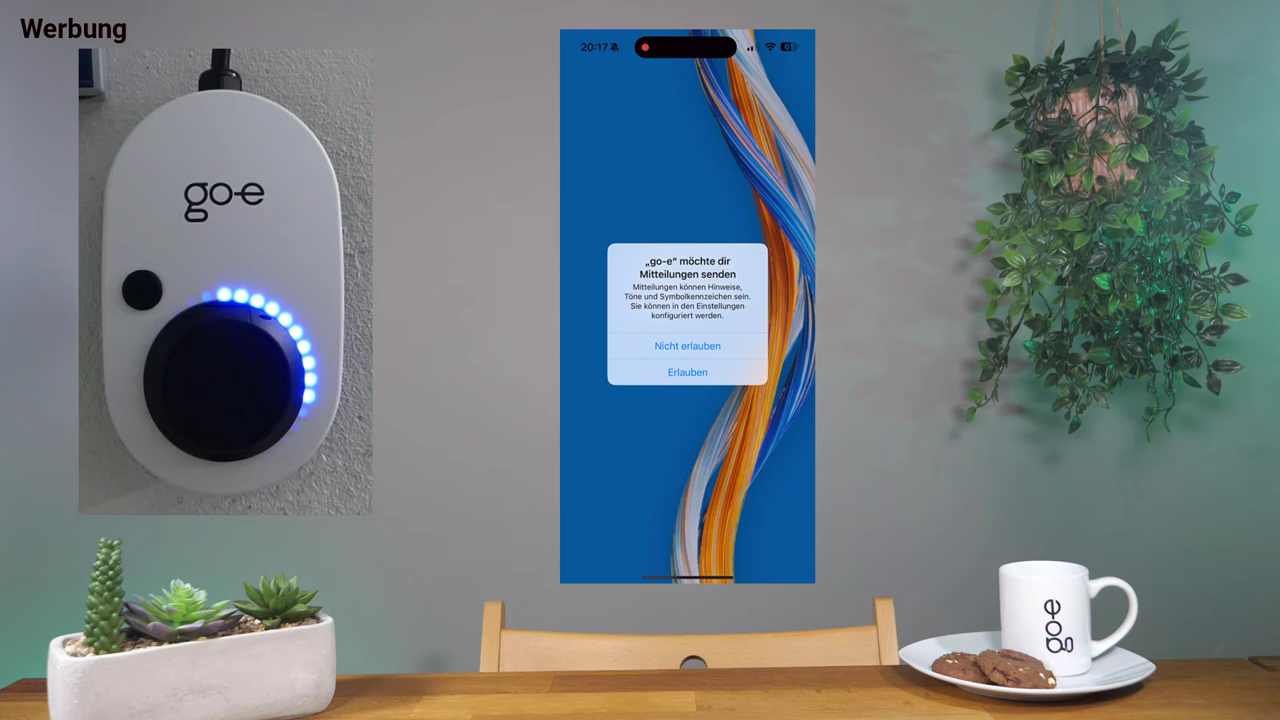 Werbung
go-e
20:17
„go-e“ möchte dir
Mitteilungen senden
Mitteilungen können Hinweise,
Töne und Symbolkennzeichen sein.
Sie können in den Einstellungen
konfiguriert werden.
Nicht erlauben
Erlauben
go-e